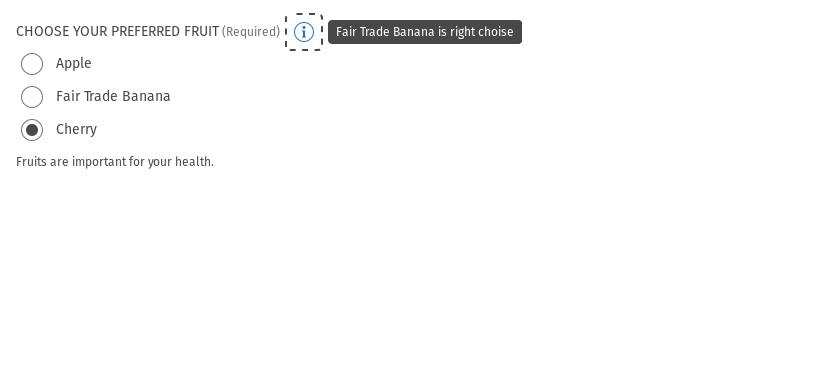 CHOOSE YOUR PREFERRED FRUIT (Required) Fair Trade Banana is right choise
Apple
Fair Trade Banana
Cherry
Fruits are important for your health.